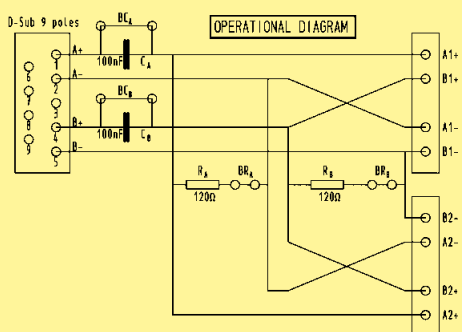 OPERATIONAL DIAGRAM
D-Sub 9 poles
BCA
A+
100nF
CA
A-
BCB
B+
100nF
CB
B-
1
2
3
4
5
6
7
8
9
RA
120Ω
BRA
RB
120Ω
BRB
A1+
B1+
A1-
B1-
B2-
A2-
B2+
A2+